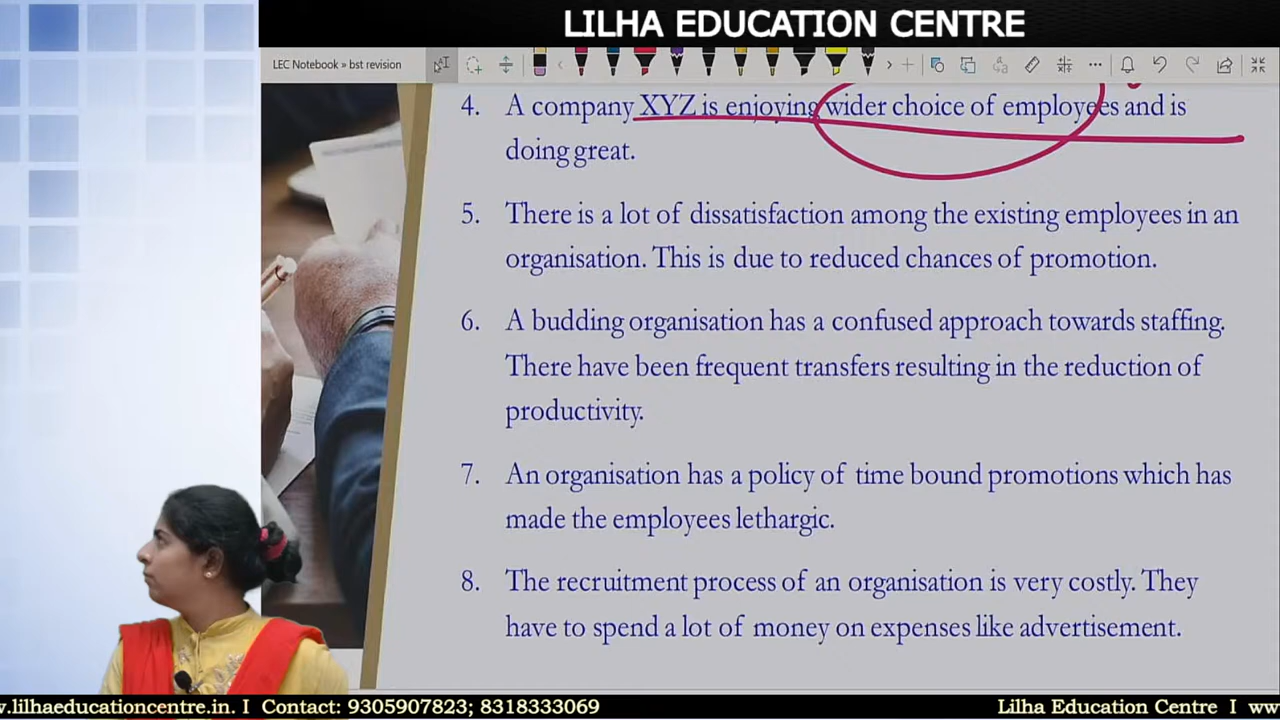 LILHA EDUCATION CENTRE
LEC Notebook » bst revision
4. A company XYZ is enjoying wider choice of employees and is
doing great.
5. There is a lot of dissatisfaction among the existing employees in an
organisation. This is due to reduced chances of promotion.
6. A budding organisation has a confused approach towards staffing.
There have been frequent transfers resulting in the reduction of
productivity.
7. An organisation has a policy of time bound promotions which has
made the employees lethargic.
8. The recruitment process of an organisation is very costly. They
have to spend a lot of money on expenses like advertisement.
v.lilhaeducationcentre.in. I Contact: 9305907823; 8318333069
Lilha Education Centre I ww